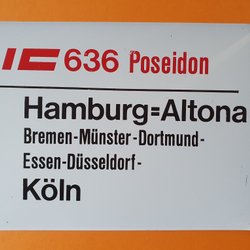 IC 636 Poseidon
Hamburg=Altona
Bremen-Münster-Dortmund-
Essen-Düsseldorf-
Köln